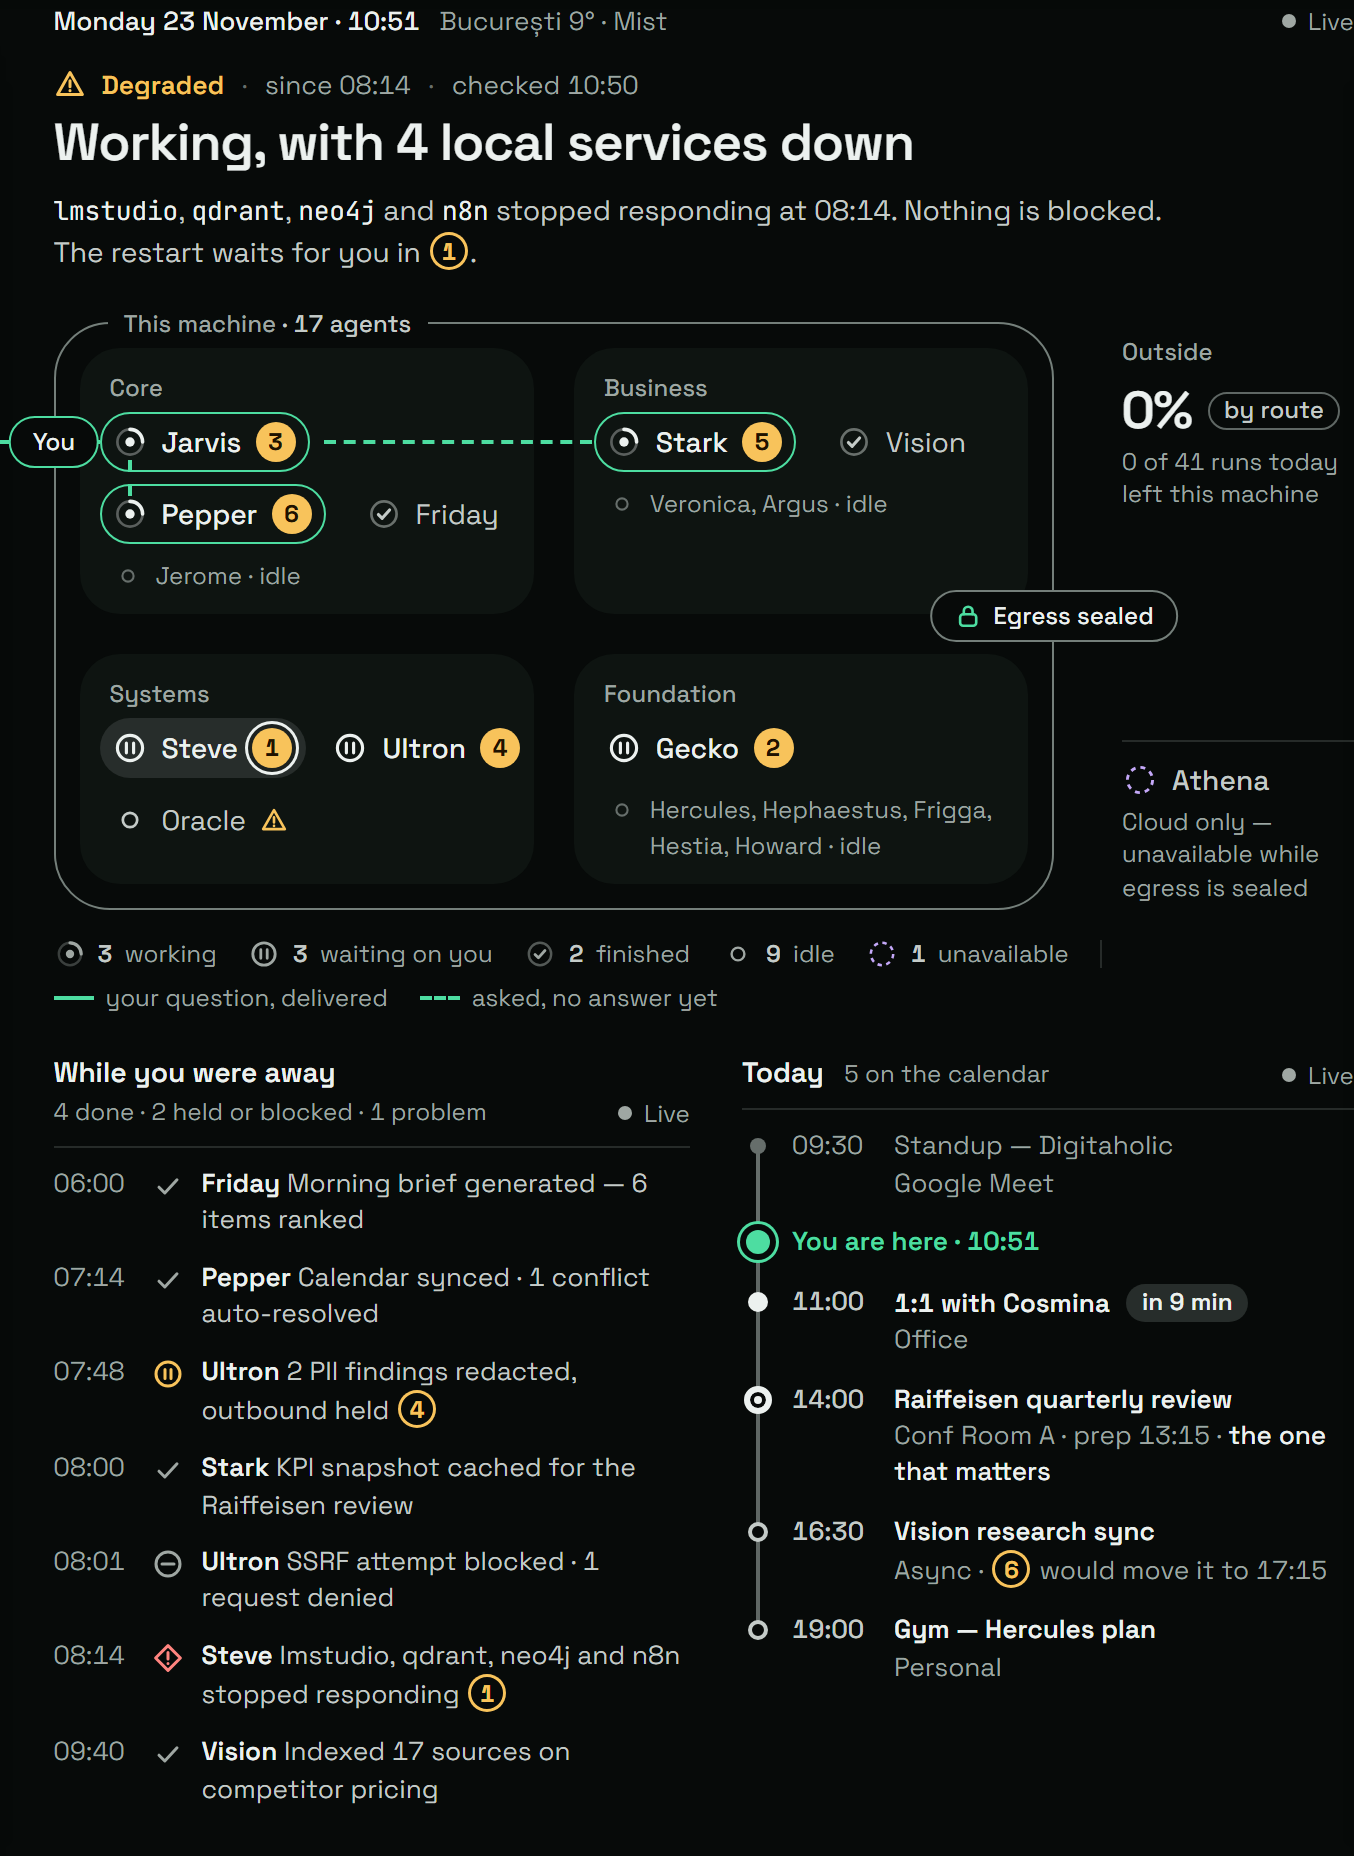 Monday 23 November · 10:51 București 9° · Mist Live
Degraded · since 08:14 · checked 10:50
Working, with 4 local services down
lmstudio, qdrant, neo4j and n8n stopped responding at 08:14. Nothing is blocked.
The restart waits for you in 1.
This machine · 17 agents
Core
You
Jarvis 3
Pepper 6 Friday
Jerome · idle
Business
Stark 5 Vision
Veronica, Argus · idle
Outside
0% by route
0 of 41 runs today
left this machine
Egress sealed
Systems
Steve 1 Ultron 4
Oracle
Foundation
Gecko 2
Hercules, Hephaestus, Frigga,
Hestia, Howard · idle
Athena
Cloud only —
unavailable while
egress is sealed
3 working 3 waiting on you 2 finished 9 idle 1 unavailable
your question, delivered asked, no answer yet
While you were away
4 done · 2 held or blocked · 1 problem Live
06:00 Friday Morning brief generated — 6
items ranked
07:14 Pepper Calendar synced · 1 conflict
auto-resolved
07:48 Ultron 2 PII findings redacted,
outbound held 4
08:00 Stark KPI snapshot cached for the
Raiffeisen review
08:01 Ultron SSRF attempt blocked · 1
request denied
08:14 Steve lmstudio, qdrant, neo4j and n8n
stopped responding 1
09:40 Vision Indexed 17 sources on
competitor pricing
Today 5 on the calendar Live
09:30 Standup — Digitaholic
Google Meet
You are here · 10:51
11:00 1:1 with Cosmina in 9 min
Office
14:00 Raiffeisen quarterly review
Conf Room A · prep 13:15 · the one
that matters
16:30 Vision research sync
Async · 6 would move it to 17:15
19:00 Gym — Hercules plan
Personal